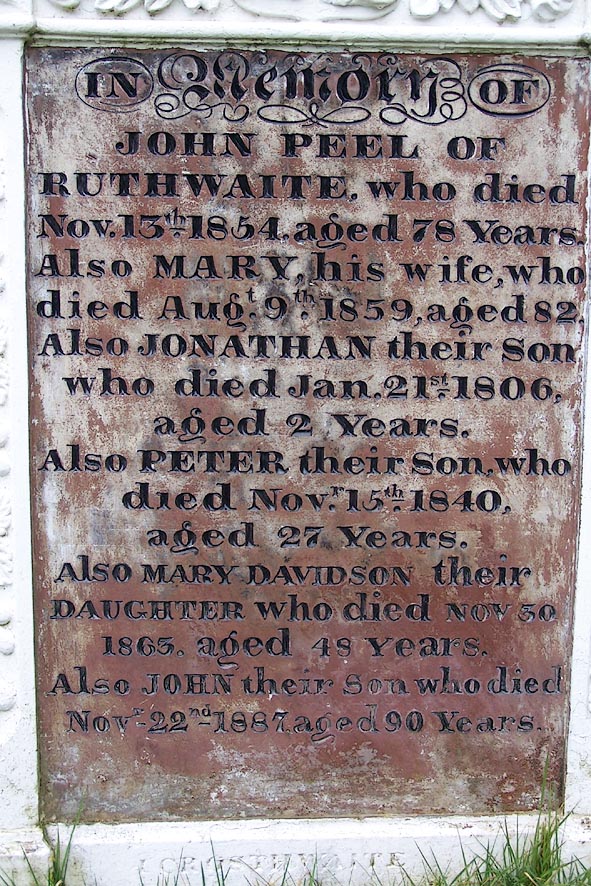 IN Memory OF
JOHN PEEL OF
RUTHWAITE, who died
Nov. 13th 1854, aged 78 Years.
Also MARY, his wife, who
died Augt. 9th. 1859, aged 82,
Also JONATHAN their Son
who died Jan. 21st. 1806,
aged 2 Years.
Also PETER their Son, who
died Novr. 15th. 1840,
aged 27 Years.
Also MARY DAVIDSON their
DAUGHTER who died NOV 30
1863. aged 48 Years.
Also JOHN their Son who died
Novr. 22nd 1887, aged 90 Years.